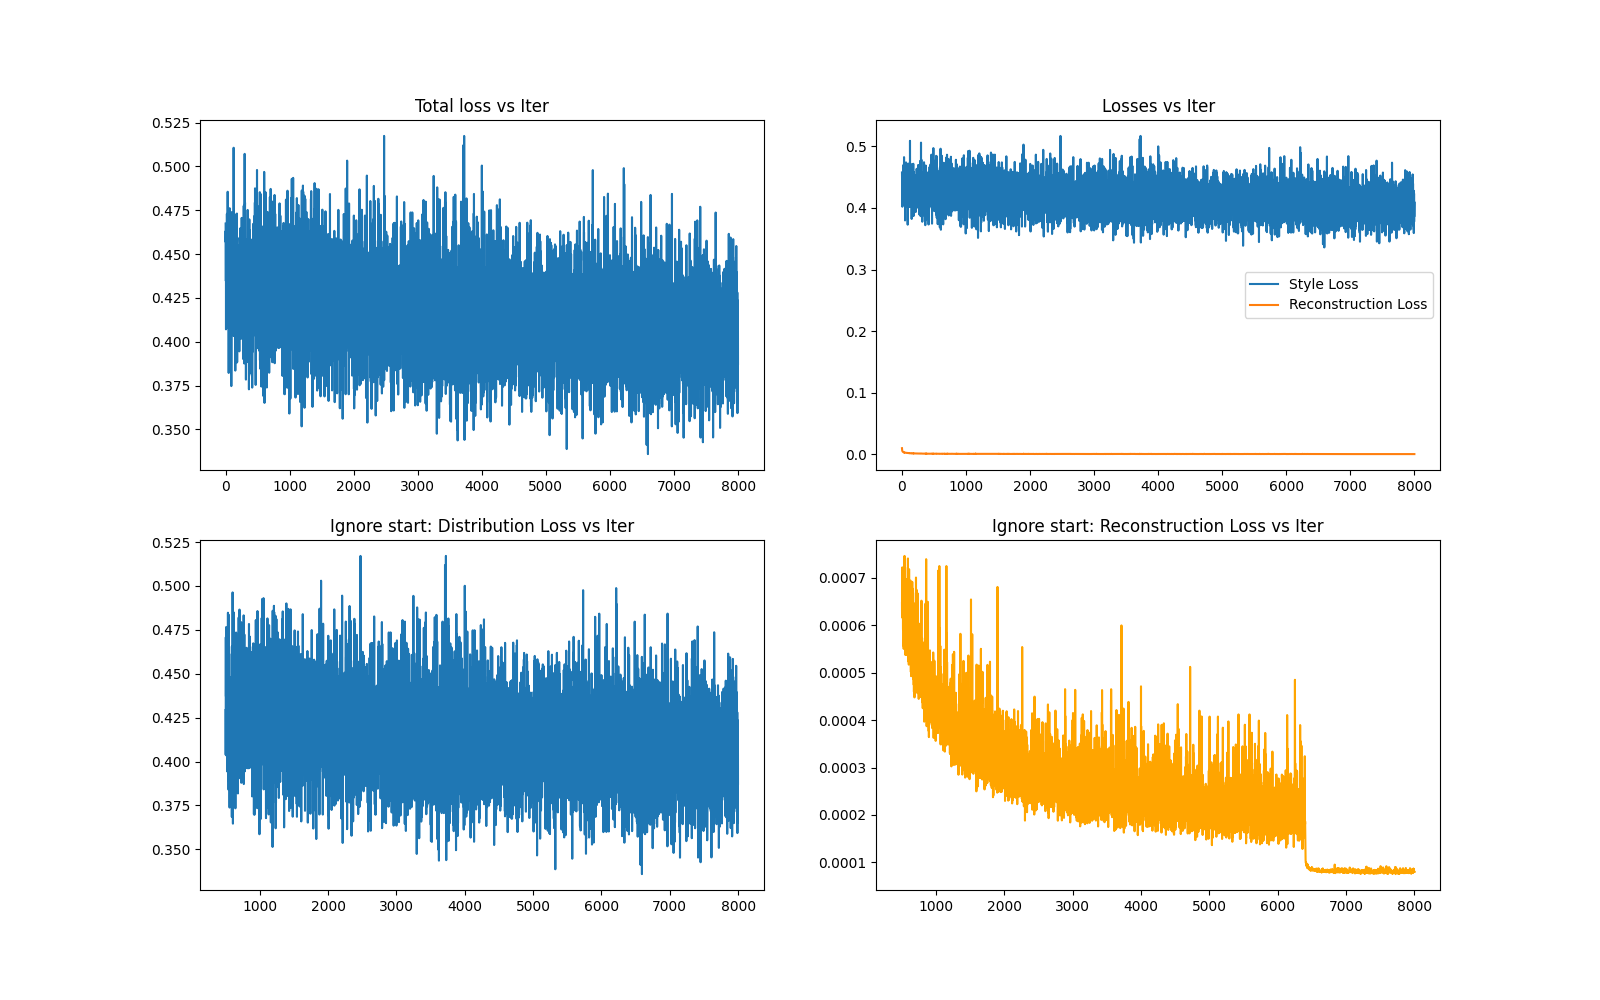 Total loss vs Iter
0.525
0.500
0.475
0.450
0.425
0.400
0.375
0.350
0 1000 2000 3000 4000 5000 6000 7000 8000
Losses vs Iter
0.5
0.4
0.3
0.2
0.1
0.0
Style Loss
Reconstruction Loss
0 1000 2000 3000 4000 5000 6000 7000 8000
Ignore start: Distribution Loss vs Iter
0.525
0.500
0.475
0.450
0.425
0.400
0.375
0.350
1000 2000 3000 4000 5000 6000 7000 8000
Ignore start: Reconstruction Loss vs Iter
0.0007
0.0006
0.0005
0.0004
0.0003
0.0002
0.0001
1000 2000 3000 4000 5000 6000 7000 8000